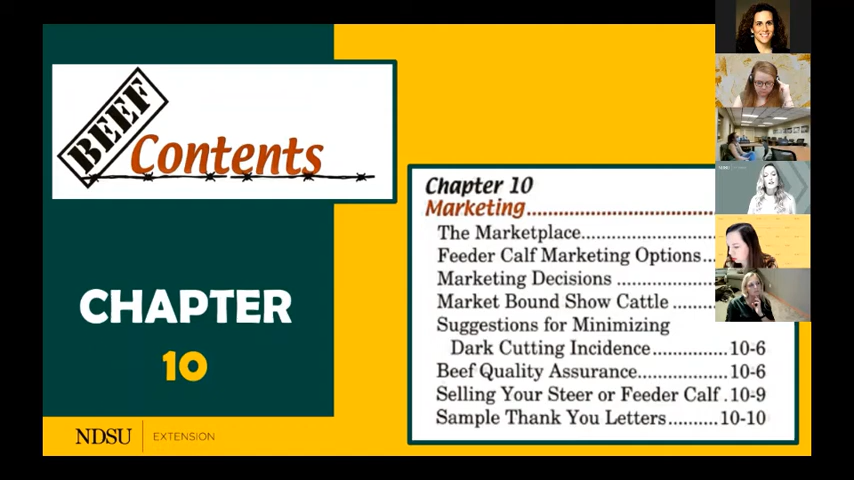 BEEF
Contents
CHAPTER
10
NDSU EXTENSION
Chapter 10
Marketing
The Marketplace
Feeder Calf Marketing Options
Marketing Decisions
Market Bound Show Cattle
Suggestions for Minimizing
Dark Cutting Incidence 10-6
Beef Quality Assurance 10-6
Selling Your Steer or Feeder Calf . 10-9
Sample Thank You Letters 10-10
NDSU